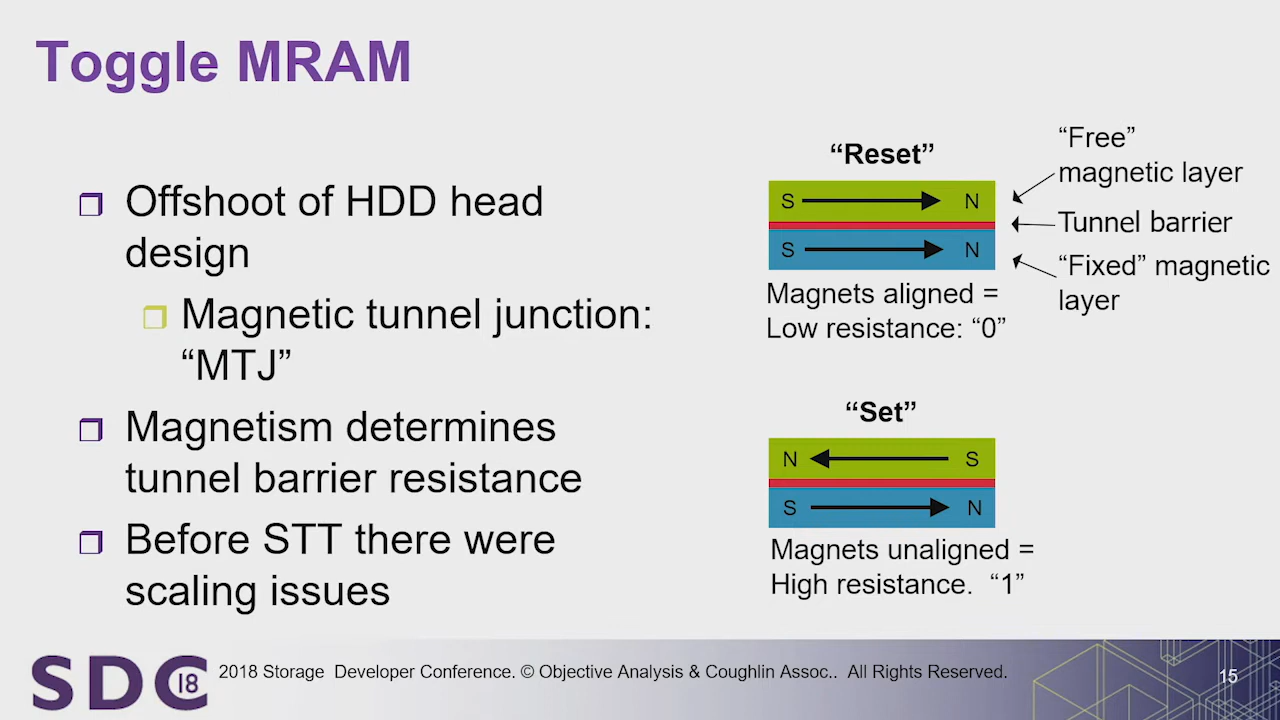 Toggle MRAM
Offshoot of HDD head
design
Magnetic tunnel junction:
“MTJ”
Magnetism determines
tunnel barrier resistance
Before STT there were
scaling issues
“Reset”
S N
S N
“Free”
magnetic layer
Tunnel barrier
“Fixed” magnetic
layer
Magnets aligned =
Low resistance: “0”
“Set”
N S
S N
Magnets unaligned =
High resistance. “1”
SDC 18
2018 Storage Developer Conference. © Objective Analysis & Coughlin Assoc.. All Rights Reserved.
15